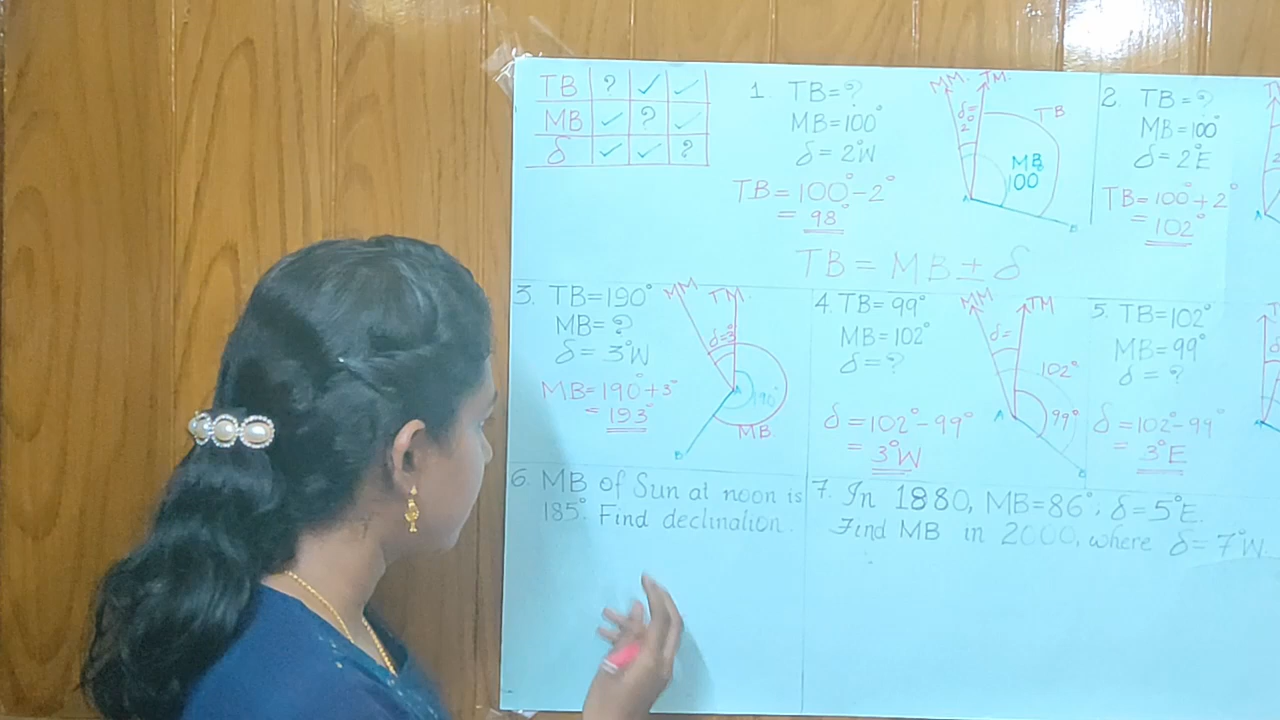 TB ? ✓ ✓
MB ✓ ? ✓
δ ✓ ✓ ?
1. TB=?
MB=100°
δ=2°W
TB=100°-2°
=98°
MM. TM.
δ=
2°
TB
MB
100°
A
B
2. TB=?
MB=100°
δ=2°E
TB=100°+2°
=102°
A
TB = MB ± δ
3. TB=190°
MB=?
δ=3°W
MB=190°+3°
=193°
MM TM.
δ=3°
A
190°
MB
B
4. TB=99°
MB=102°
δ=?
δ=102°-99°
=3°W
MM TM
δ=
102°
99°
A
B
5. TB=102°
MB=99°
δ=?
δ=102°-99°
=3°E
A
6. MB of Sun at noon is
185°. Find declination.
7. In 1880, MB=86°, δ=5°E.
Find MB in 2000, where δ=7°W.